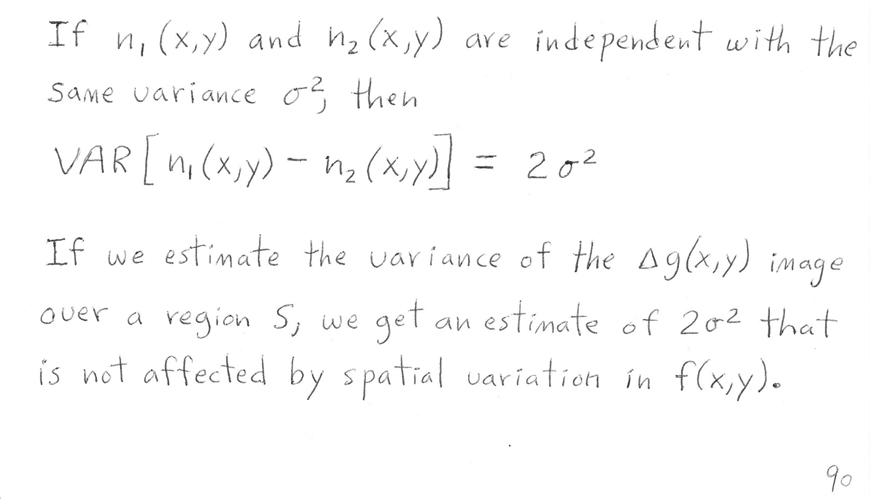 If n₁(x,y) and n₂(x,y) are independent with the
same variance σ², then
VAR[n₁(x,y) - n₂(x,y)] = 2σ²
If we estimate the variance of the Δg(x,y) image
over a region S, we get an estimate of 2σ² that
is not affected by spatial variation in f(x,y).
90